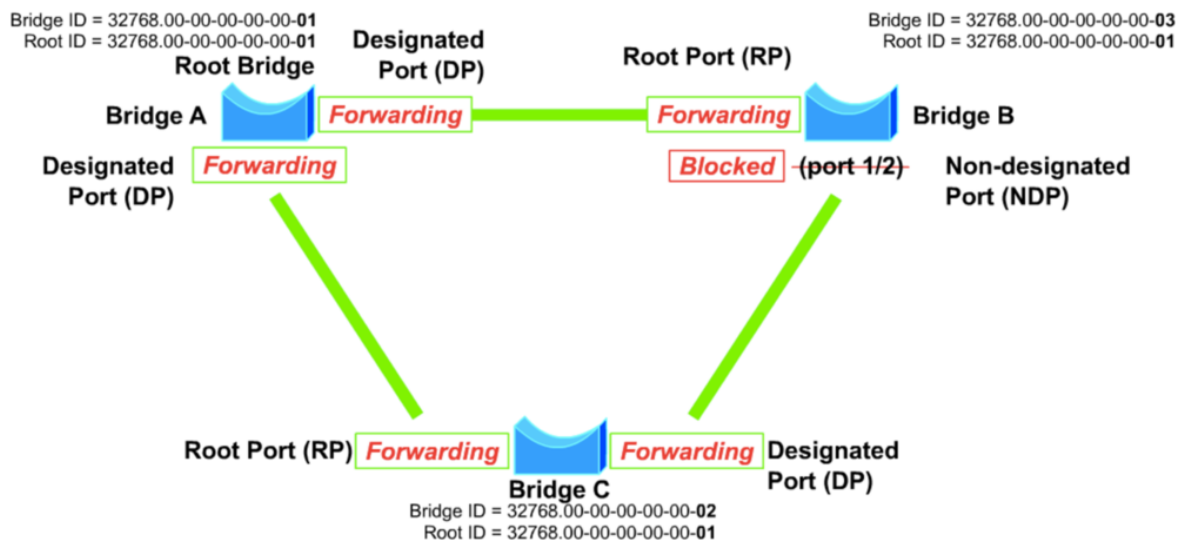 Bridge ID = 32768.00-00-00-00-00-01
Root ID = 32768.00-00-00-00-00-01
Root Bridge
Bridge A
Designated
Port (DP)
Forwarding
Designated
Port (DP)
Forwarding
Bridge ID = 32768.00-00-00-00-00-03
Root ID = 32768.00-00-00-00-00-01
Root Port (RP)
Forwarding
Bridge B
Blocked
(port 1/2)
Non-designated
Port (NDP)
Root Port (RP)
Forwarding
Forwarding
Designated
Port (DP)
Bridge C
Bridge ID = 32768.00-00-00-00-00-02
Root ID = 32768.00-00-00-00-00-01